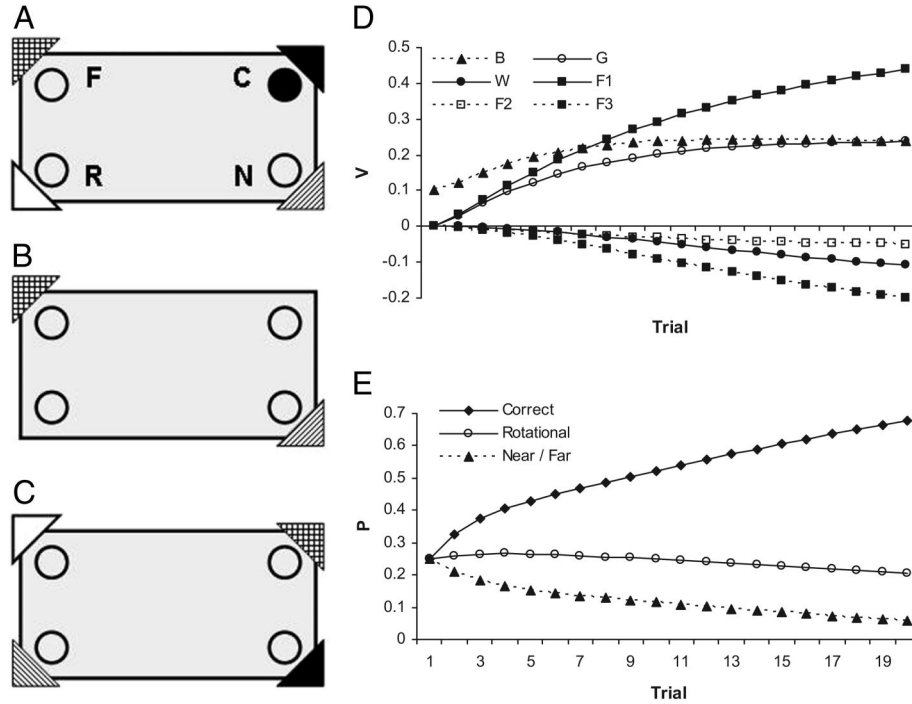 A
F
C
R
N
B
C
D
0.5
0.4
0.3
0.2
0.1
0
-0.1
-0.2
V
B
G
W
F1
F2
F3
Trial
E
0.7
0.6
0.5
0.4
0.3
0.2
0.1
0
P
Correct
Rotational
Near / Far
1 3 5 7 9 11 13 15 17 19
Trial